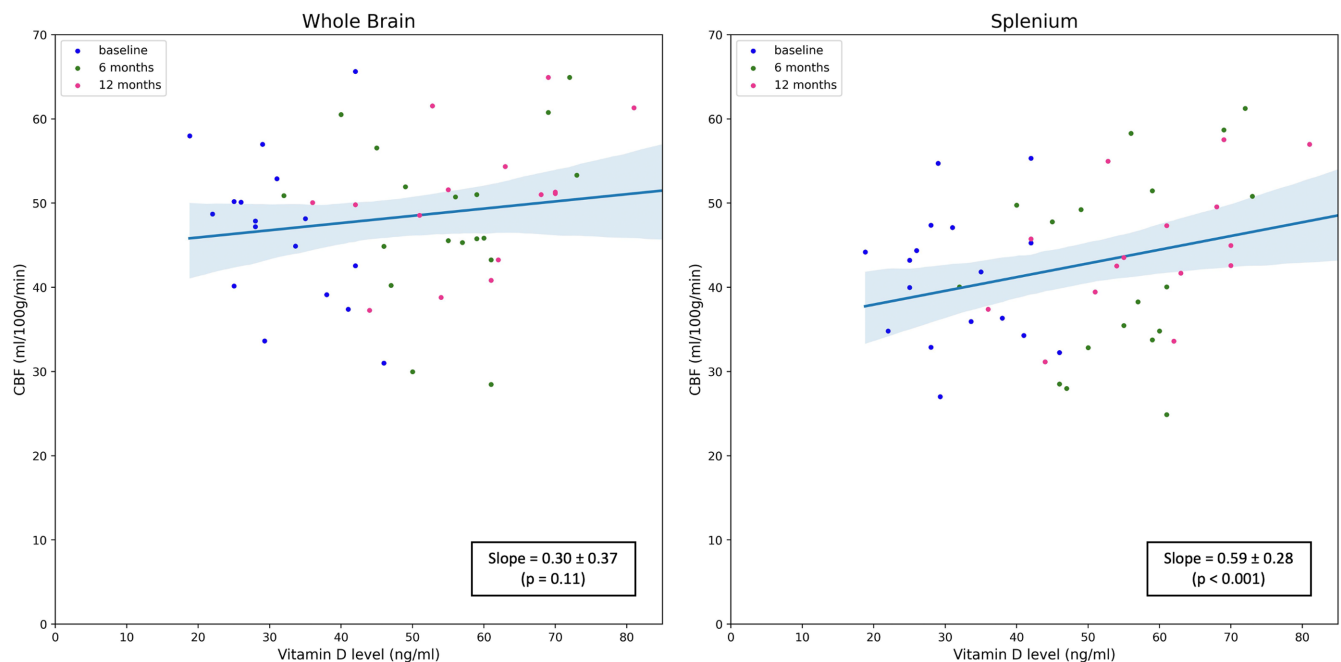 Whole Brain
baseline
6 months
12 months
70
60
50
40
30
20
10
0
CBF (ml/100g/min)
Slope = 0.30 ± 0.37
(p = 0.11)
0
10
20
30
40
50
60
70
80
Vitamin D level (ng/ml)
Splenium
baseline
6 months
12 months
70
60
50
40
30
20
10
0
CBF (ml/100g/min)
Slope = 0.59 ± 0.28
(p < 0.001)
0
10
20
30
40
50
60
70
80
Vitamin D level (ng/ml)